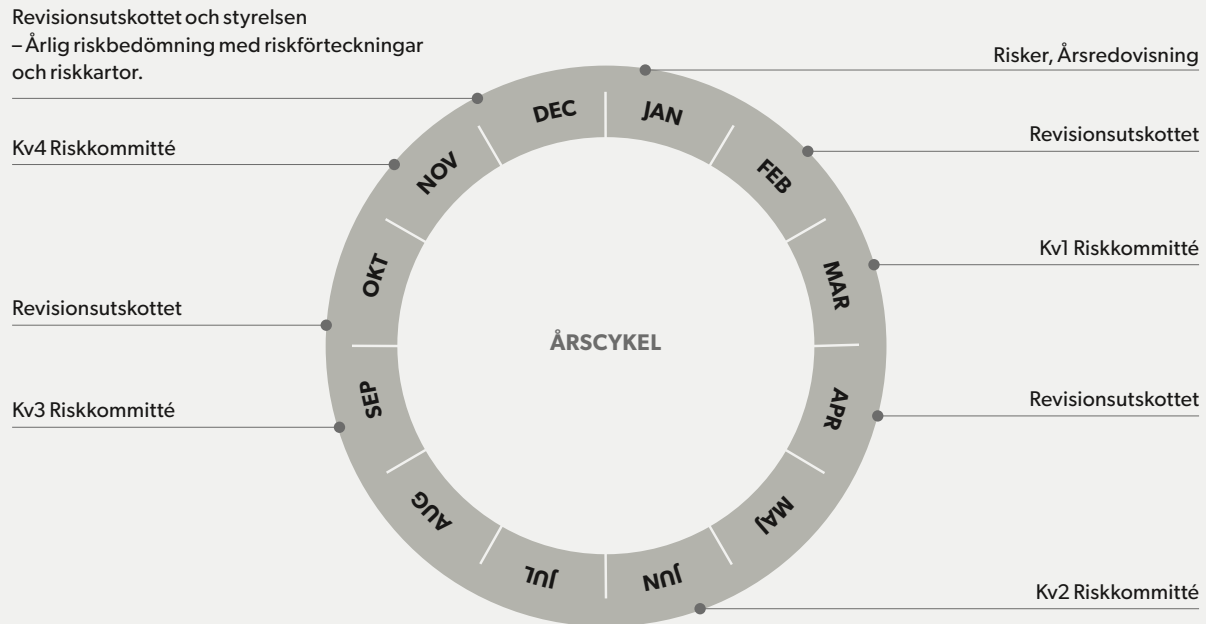 Revisionsutskottet och styrelsen
– Årlig riskbedömning med riskförteckningar
och riskkartor.
Kv4 Riskkommitté
Revisionsutskottet
Kv3 Riskkommitté
DEC
JAN
NOV
FEB
OKT
MAR
ÅRSCYKEL
SEP
APR
AUG
MAJ
JUL
JUN
Risker, Årsredovisning
Revisionsutskottet
Kv1 Riskkommitté
Revisionsutskottet
Kv2 Riskkommitté